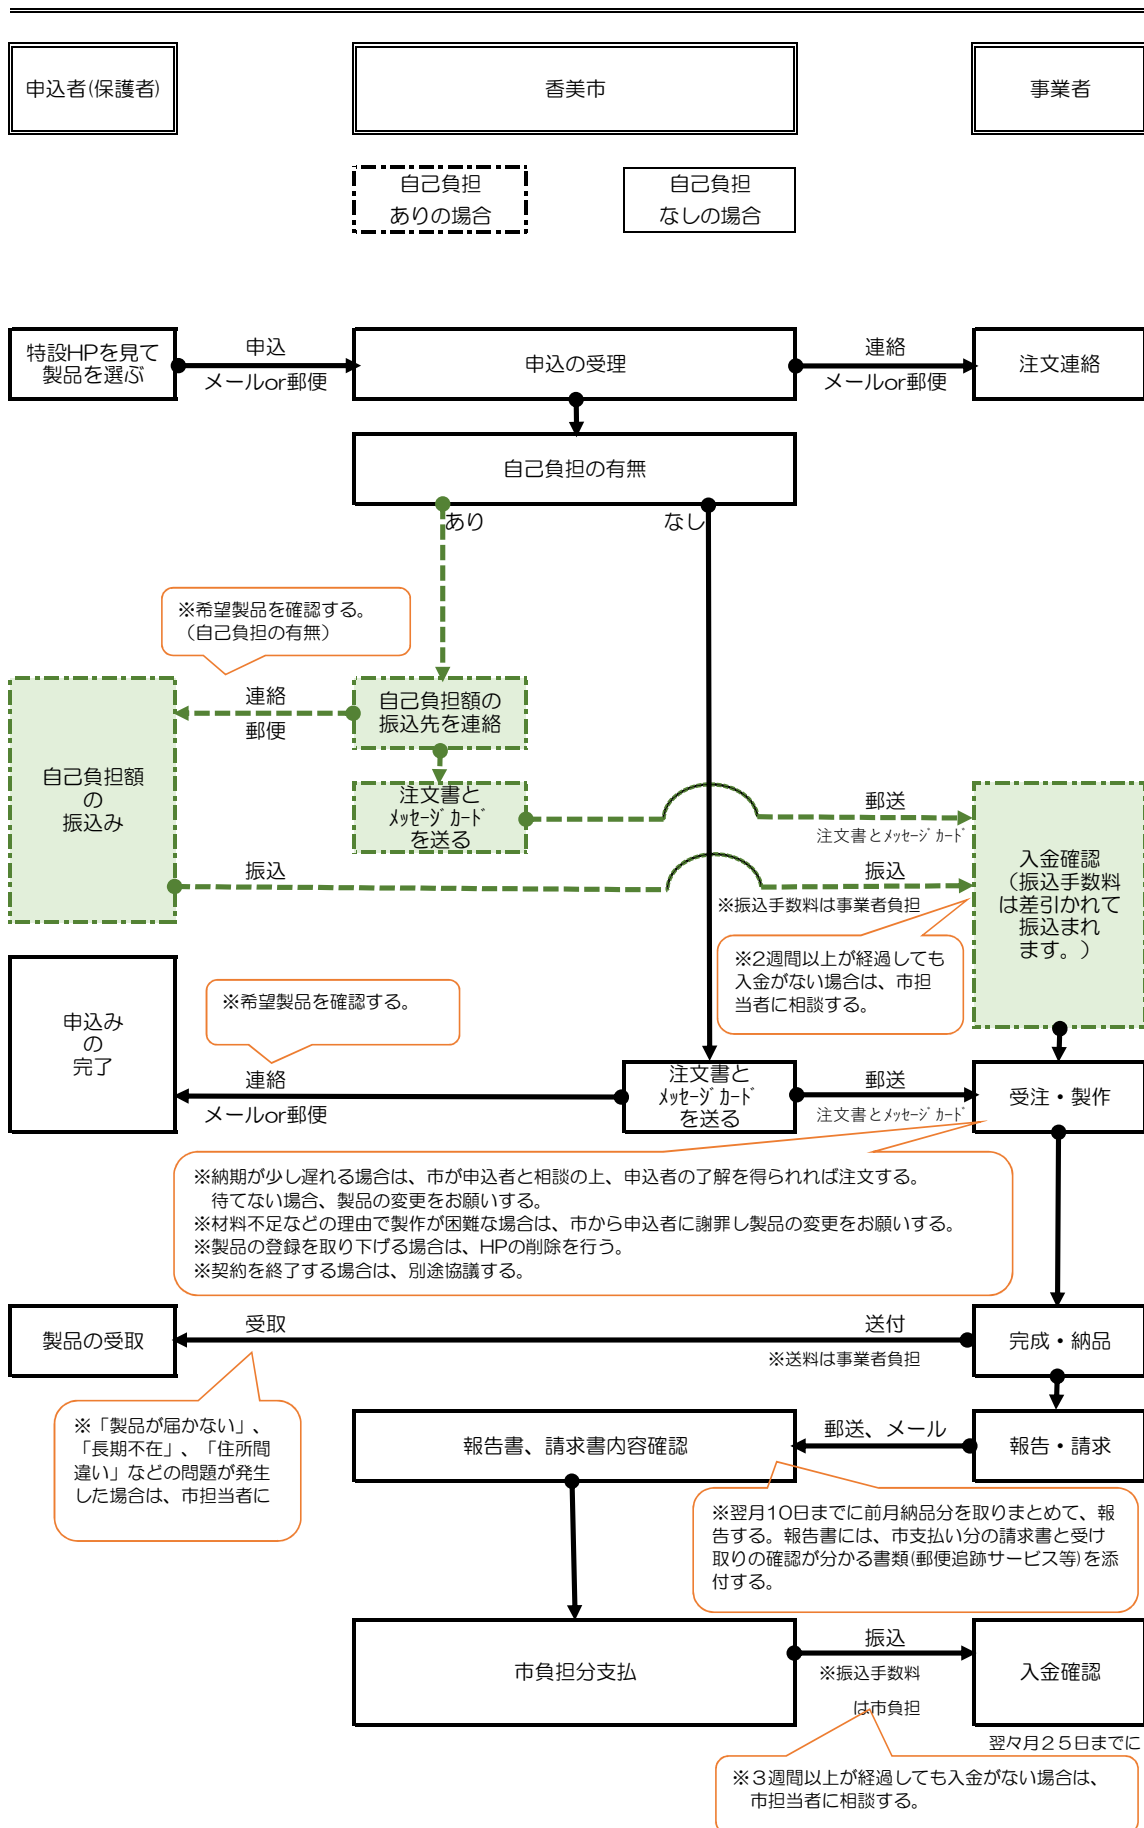 申込者(保護者)
香美市
事業者
自己負担
ありの場合
自己負担
なしの場合
特設HPを見て
製品を選ぶ
申込
メールor郵便
申込の受理
連絡
メールor郵便
注文連絡
自己負担の有無
あり
なし
※希望製品を確認する。
（自己負担の有無）
連絡
郵便
自己負担額の
振込先を連絡
自己負担額
の
振込み
注文書と
ﾒｯｾｰｼﾞｶｰﾄﾞ
を送る
郵送
注文書とﾒｯｾｰｼﾞｶｰﾄﾞ
振込
振込
※振込手数料は事業者負担
入金確認
（振込手数料
は差引かれて
振込まれ
ます。）
※2週間以上が経過しても
入金がない場合は、市担
当者に相談する。
申込み
の
完了
※希望製品を確認する。
連絡
メールor郵便
注文書と
ﾒｯｾｰｼﾞｶｰﾄﾞ
を送る
郵送
注文書とﾒｯｾｰｼﾞｶｰﾄﾞ
受注・製作
※納期が少し遅れる場合は、市が申込者と相談の上、申込者の了解を得られれば注文する。
待てない場合、製品の変更をお願いする。
※材料不足などの理由で製作が困難な場合は、市から申込者に謝罪し製品の変更をお願いする。
※製品の登録を取り下げる場合は、HPの削除を行う。
※契約を終了する場合は、別途協議する。
製品の受取
受取
送付
※送料は事業者負担
完成・納品
※「製品が届かない」、
「長期不在」、「住所間
違い」などの問題が発生
した場合は、市担当者に
報告書、請求書内容確認
郵送、メール
報告・請求
※翌月10日までに前月納品分を取りまとめて、報
告する。報告書には、市支払い分の請求書と受け
取りの確認が分かる書類(郵便追跡サービス等)を添
付する。
市負担分支払
振込
※振込手数料
は市負担
入金確認
翌々月２５日までに
※３週間以上が経過しても入金がない場合は、
市担当者に相談する。